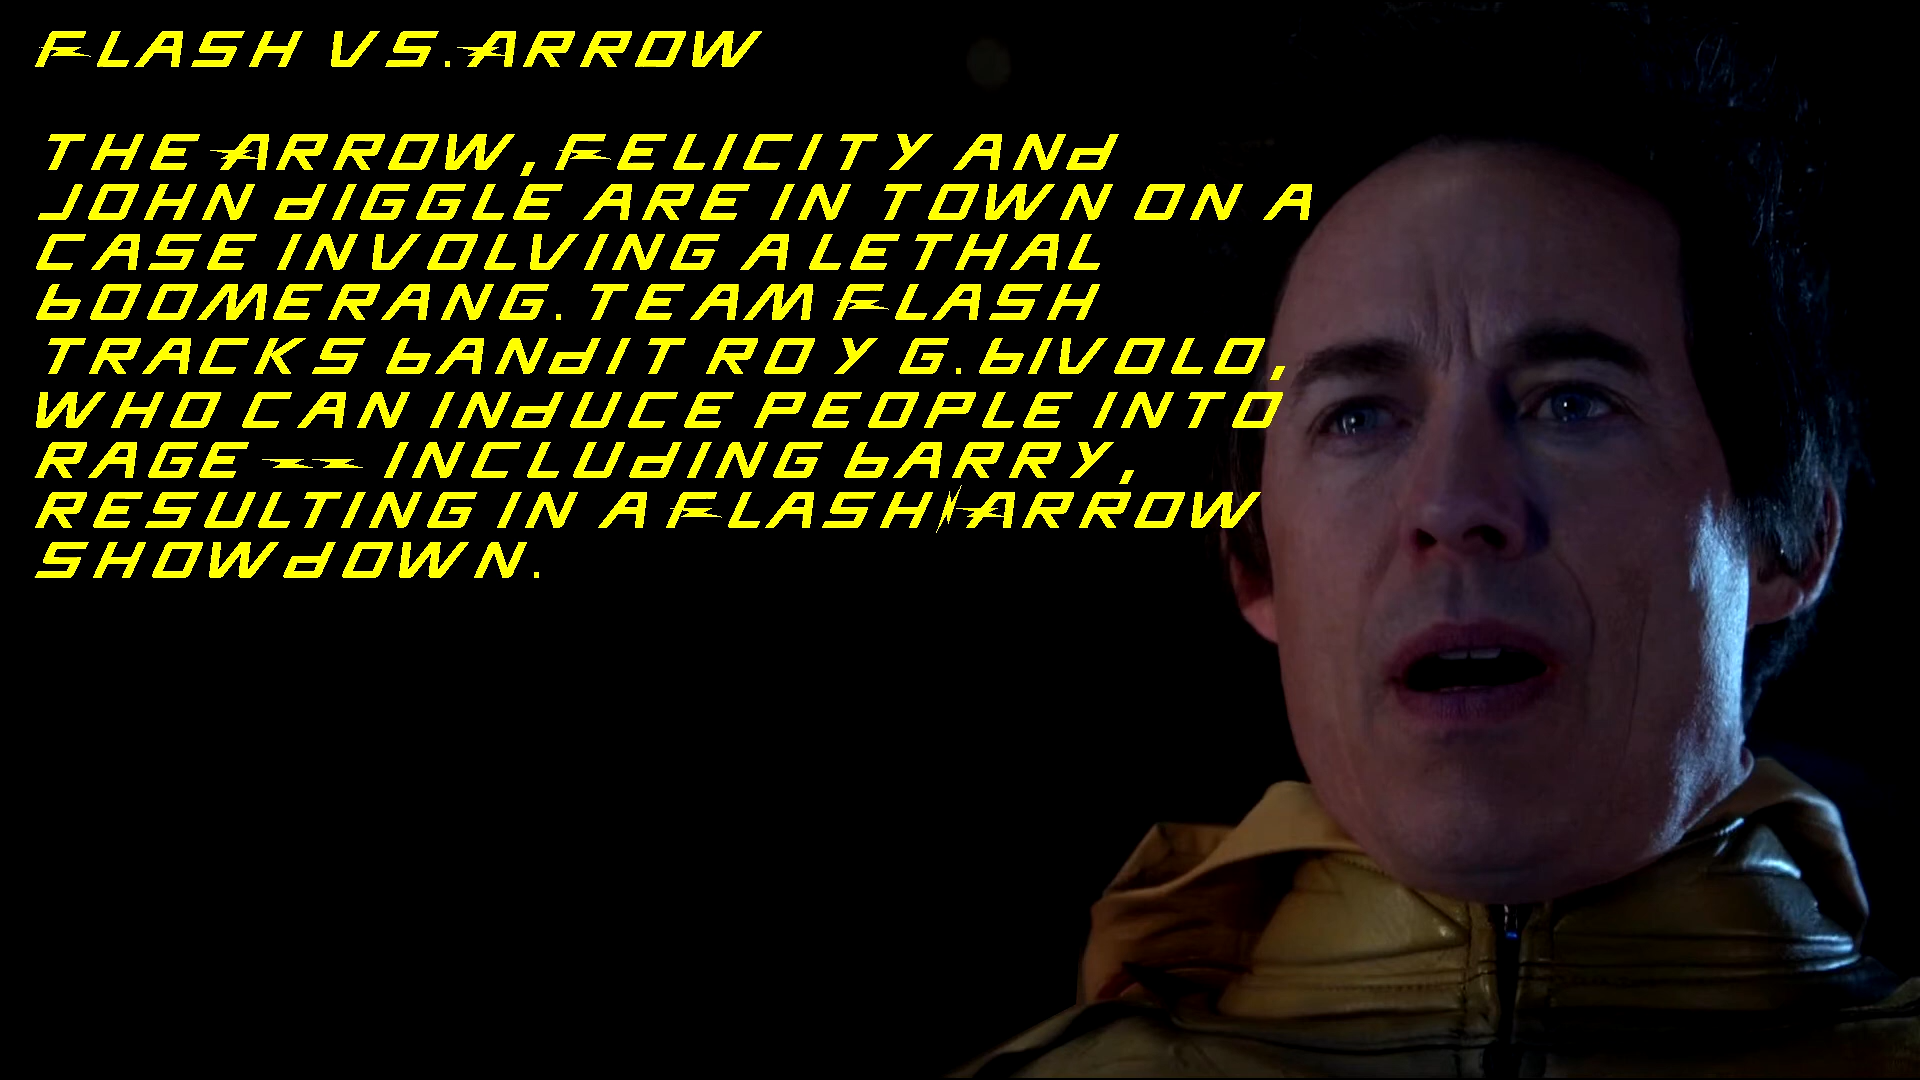 FLASH VS. ARROW
THE ARROW, FELICITY AND
JOHN DIGGLE ARE IN TOWN ON A
CASE INVOLVING A LETHAL
BOOMERANG. TEAM FLASH
TRACKS BANDIT ROY G. BIVOLO,
WHO CAN INDUCE PEOPLE INTO
RAGE -- INCLUDING BARRY,
RESULTING IN A FLASH/ARROW
SHOWDOWN.